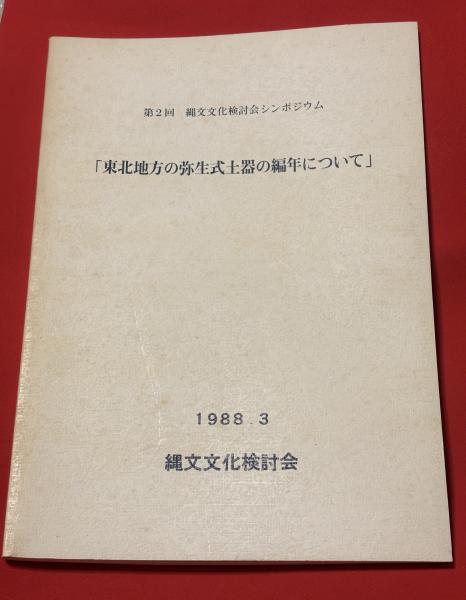 第2回 縄文文化検討会シンポジウム
「東北地方の弥生式土器の編年について」
1988.3
縄文文化検討会